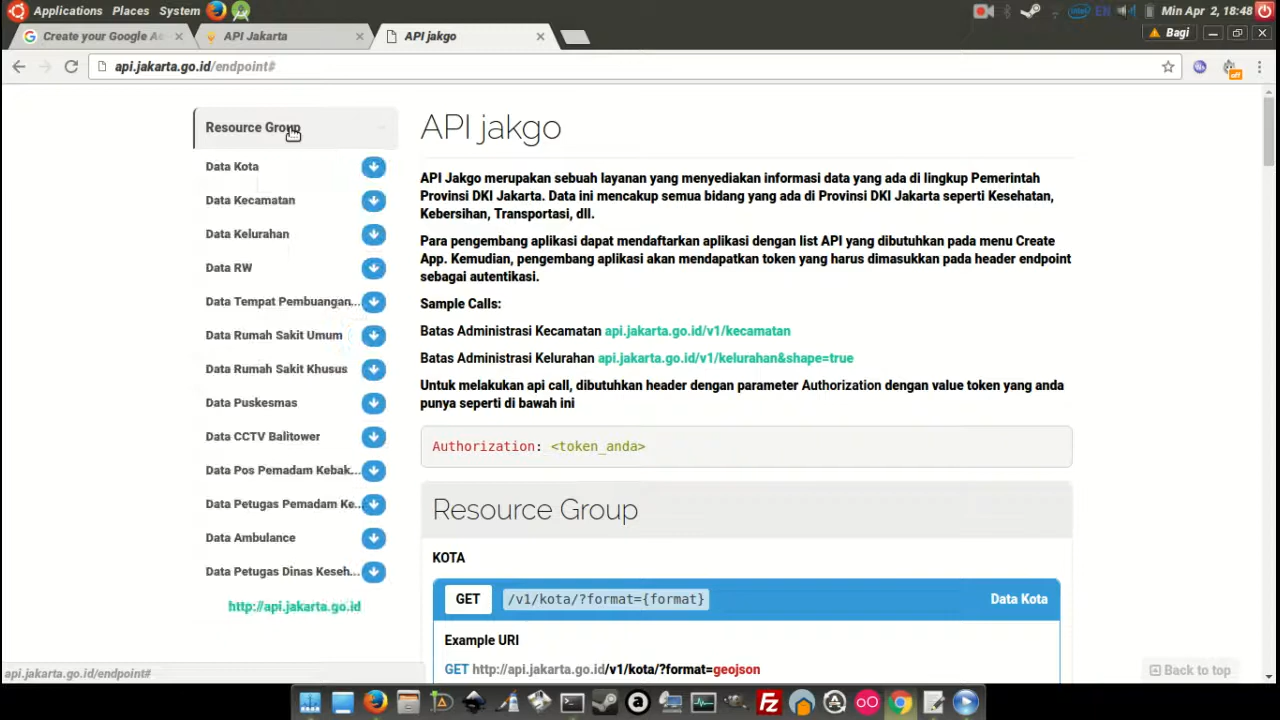 Applications Places System
EN Min Apr 2, 18:48
Create your Google Ac
API Jakarta
API jakgo
Bagi
api.jakarta.go.id/endpoint#
off
Resource Group
Data Kota
Data Kecamatan
Data Kelurahan
Data RW
Data Tempat Pembuangan...
Data Rumah Sakit Umum
Data Rumah Sakit Khusus
Data Puskesmas
Data CCTV Balitower
Data Pos Pemadam Kebak...
Data Petugas Pemadam Ke...
Data Ambulance
Data Petugas Dinas Keseh...
http://api.jakarta.go.id
API jakgo
API Jakgo merupakan sebuah layanan yang menyediakan informasi data yang ada di lingkup Pemerintah
Provinsi DKI Jakarta. Data ini mencakup semua bidang yang ada di Provinsi DKI Jakarta seperti Kesehatan,
Kebersihan, Transportasi, dll.
Para pengembang aplikasi dapat mendaftarkan aplikasi dengan list API yang dibutuhkan pada menu Create
App. Kemudian, pengembang aplikasi akan mendapatkan token yang harus dimasukkan pada header endpoint
sebagai autentikasi.
Sample Calls:
Batas Administrasi Kecamatan api.jakarta.go.id/v1/kecamatan
Batas Administrasi Kelurahan api.jakarta.go.id/v1/kelurahan&shape=true
Untuk melakukan api call, dibutuhkan header dengan parameter Authorization dengan value token yang anda
punya seperti di bawah ini
Authorization: <token_anda>
Resource Group
KOTA
GET /v1/kota/?format={format} Data Kota
Example URI
GET http://api.jakarta.go.id/v1/kota/?format=geojson
Back to top
api.jakarta.go.id/endpoint#